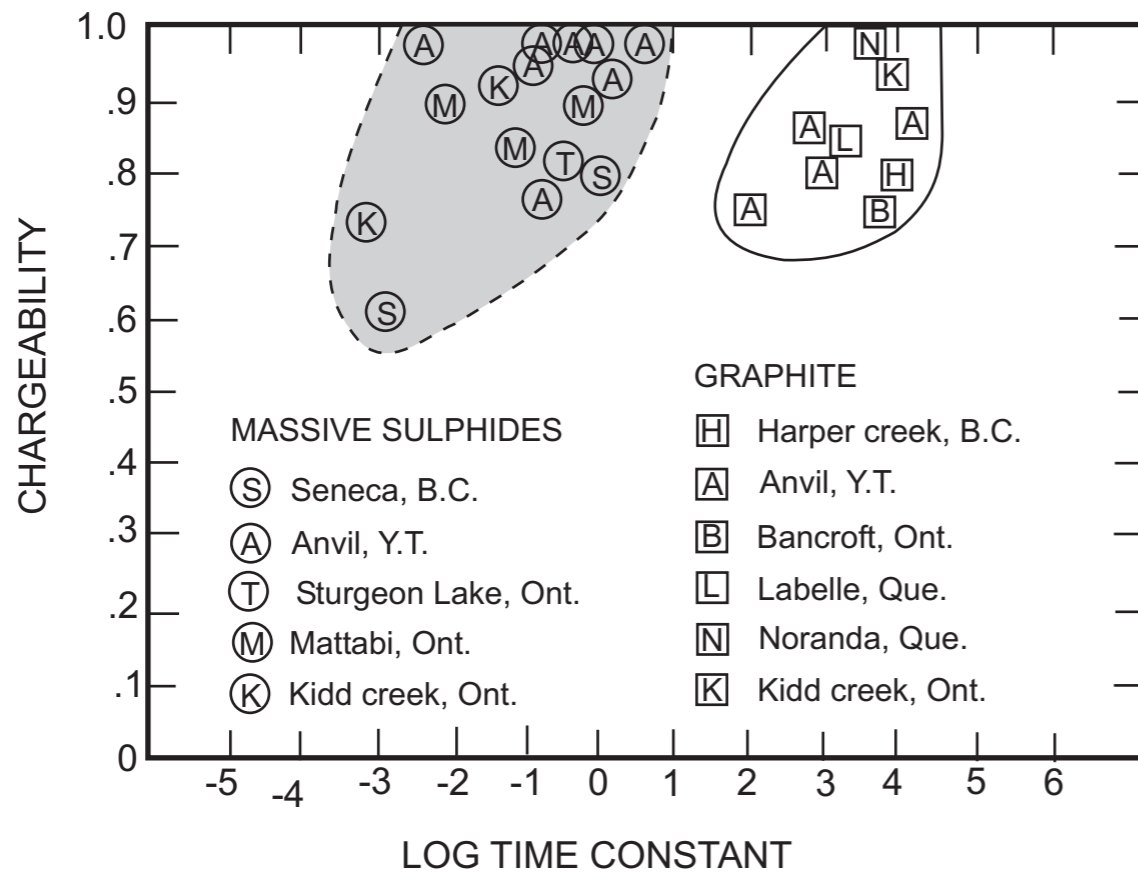 1.0
.9
.8
.7
.6
.5
.4
.3
.2
.1
0
CHARGEABILITY
A A A A A
A A
K
M M
M
T
S
A
K
S
N
K
A A
L
A H
A B
MASSIVE SULPHIDES
S Seneca, B.C.
A Anvil, Y.T.
T Sturgeon Lake, Ont.
M Mattabi, Ont.
K Kidd creek, Ont.
GRAPHITE
H Harper creek, B.C.
A Anvil, Y.T.
B Bancroft, Ont.
L Labelle, Que.
N Noranda, Que.
K Kidd creek, Ont.
-5 -4 -3 -2 -1 0 1 2 3 4 5 6
LOG TIME CONSTANT